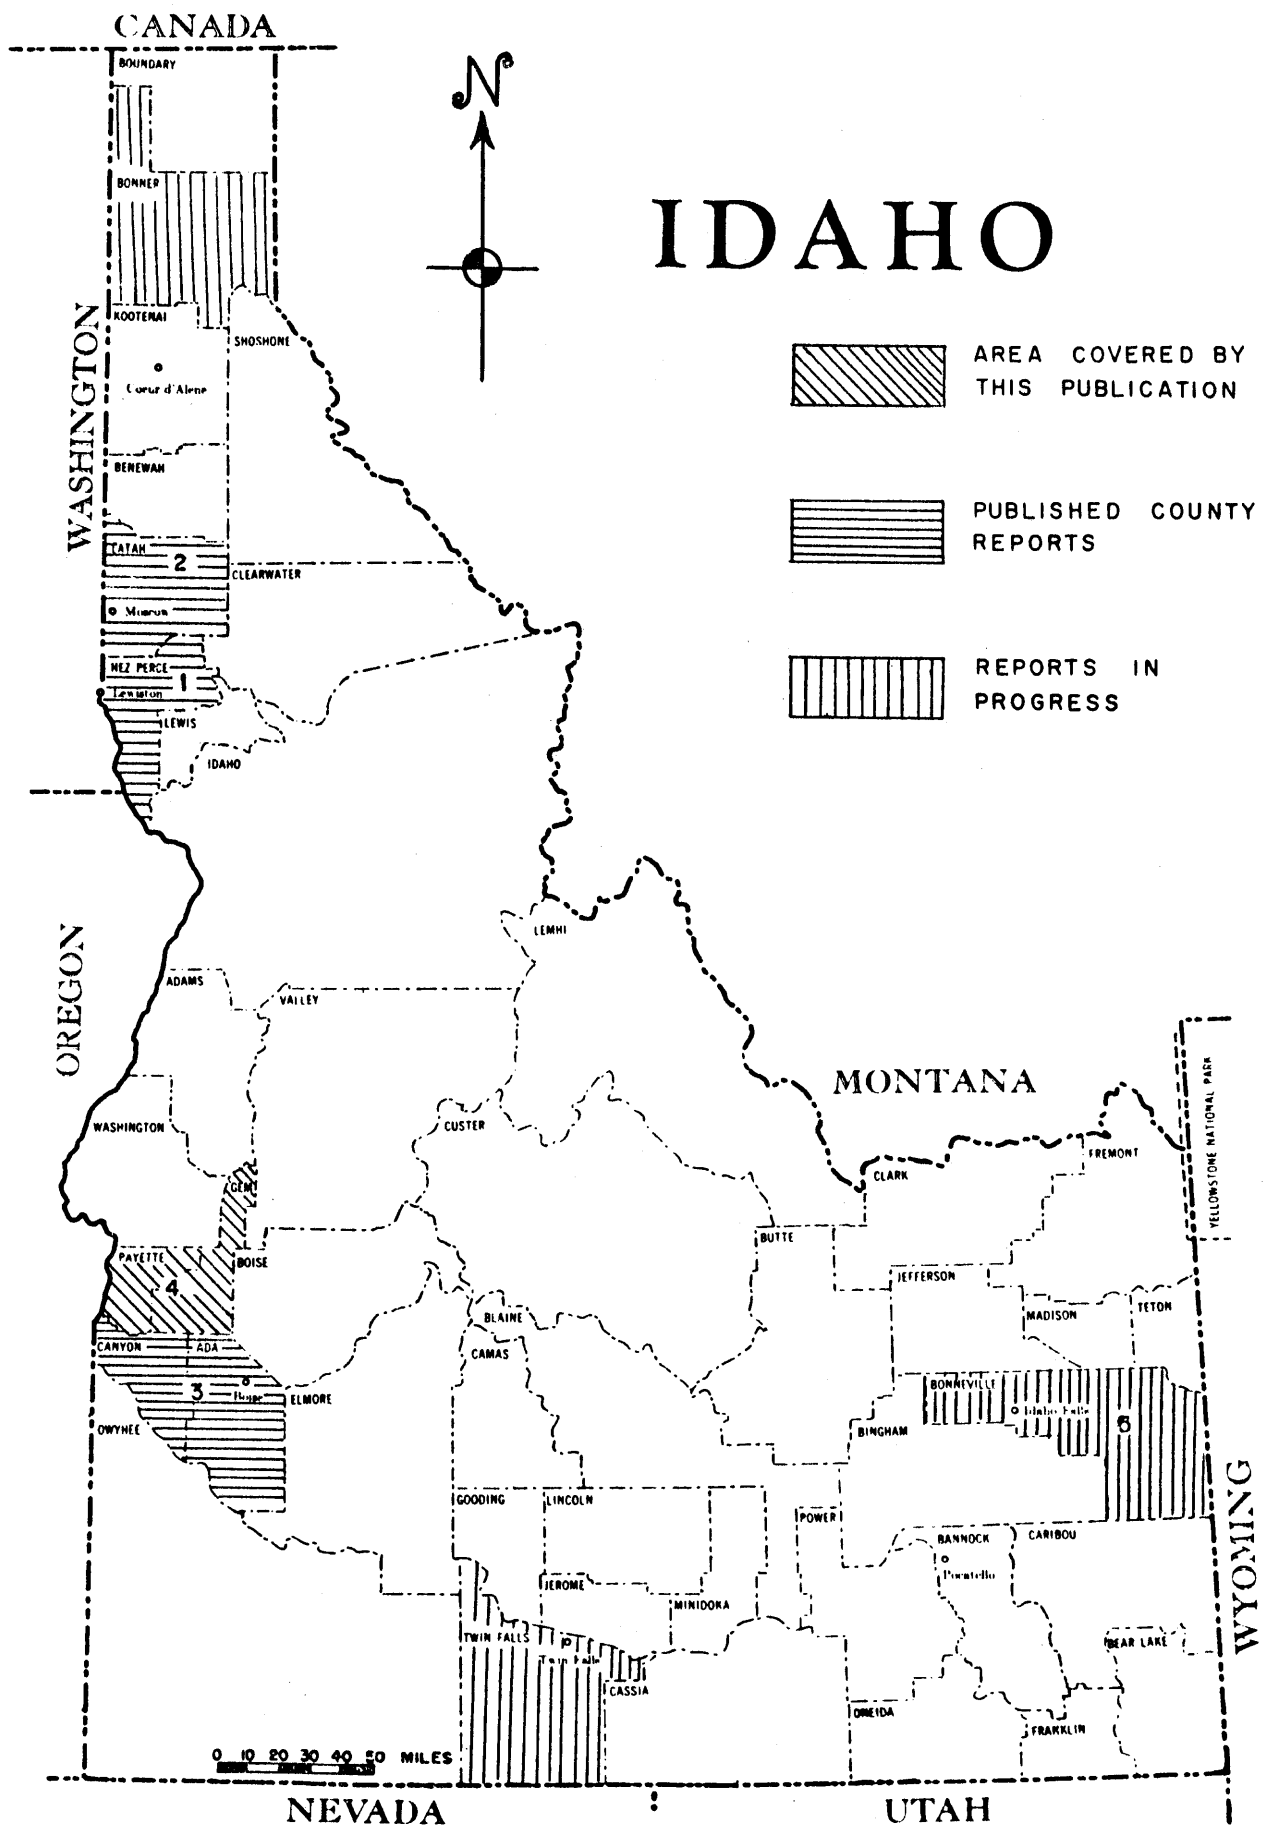 CANADA
BOUNDARY
N
BONNER
IDAHO
KOOTENAI
SHOSHONE
WASHINGTON
Coeur d'Alene
AREA COVERED BY
THIS PUBLICATION
BENEWAH
PUBLISHED COUNTY
REPORTS
LATAH
2
CLEARWATER
Moscow
NEZ PERCE
1
Lewiston
REPORTS IN
PROGRESS
LEWIS
IDAHO
OREGON
LEMHI
ADAMS
VALLEY
MONTANA
YELLOWSTONE NATIONAL PARK
WASHINGTON
CUSTER
FREMONT
CLARK
GEM
PAYETTE
BOISE
BUTTE
4
JEFFERSON
BLAINE
MADISON
TETON
CANYON
ADA
CAMAS
3
Boise
ELMORE
BONNEVILLE
Idaho Falls
5
OWYHEE
BINGHAM
WYOMING
GOODING
LINCOLN
POWER
BANNOCK
CARIBOU
Pocatello
JEROME
MINIDOKA
TWIN FALLS
Twin Falls
BEAR LAKE
CASSIA
ONEIDA
FRANKLIN
0 10 20 30 40 50 MILES
NEVADA
UTAH